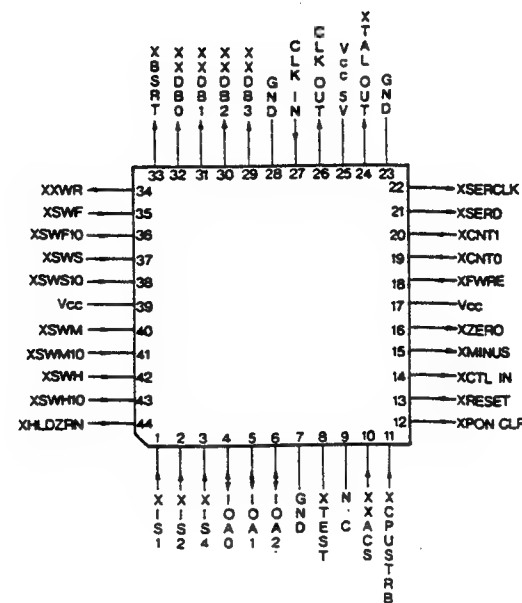 XBSRT
XXDB0
XXDB1
XXDB2
XXDB3
GND
CLK IN
CLK OUT
Vcc 5V
XTAL OUT
GND
33 32 31 30 29 28 27 26 25 24 23
XXWR 34
XSWF 35
XSWF10 36
XSWS 37
XSWS10 38
Vcc 39
XSWM 40
XSWM10 41
XSWH 42
XSWH10 43
XHLDZRN 44
22 XSERCLK
21 XSERD
20 XCNT1
19 XCNT0
18 XFWRE
17 Vcc
16 XZERO
15 XMINUS
14 XCTL IN
13 XRESET
12 XPON CLR
1 2 3 4 5 6 7 8 9 10 11
XIS1
XIS2
XIS4
IOA0
IOA1
IOA2
GND
XTEST
N·C
XXACS
XCPUSTRB